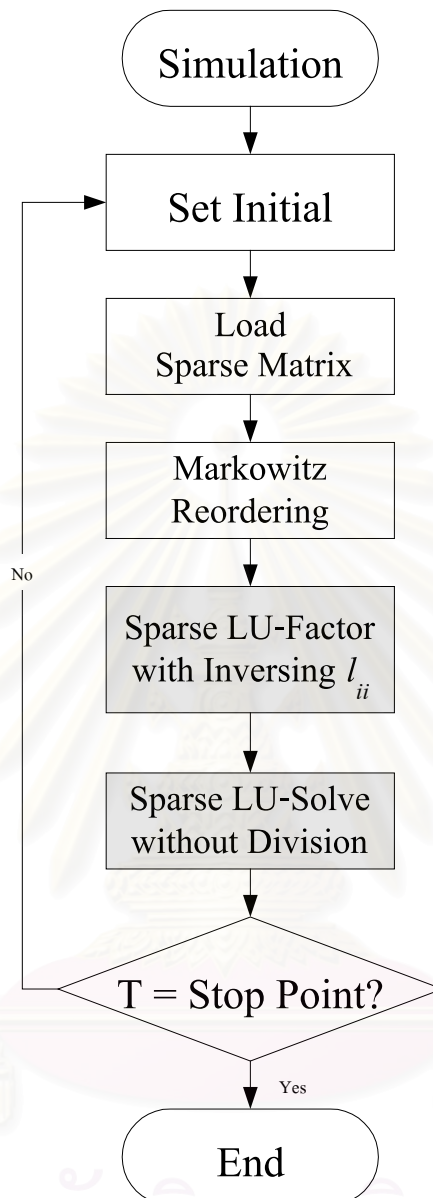 Simulation
Set Initial
Load
Sparse Matrix
Markowitz
Reordering
No
Sparse LU-Factor
with Inversing l_ii
Sparse LU-Solve
without Division
T = Stop Point?
Yes
End